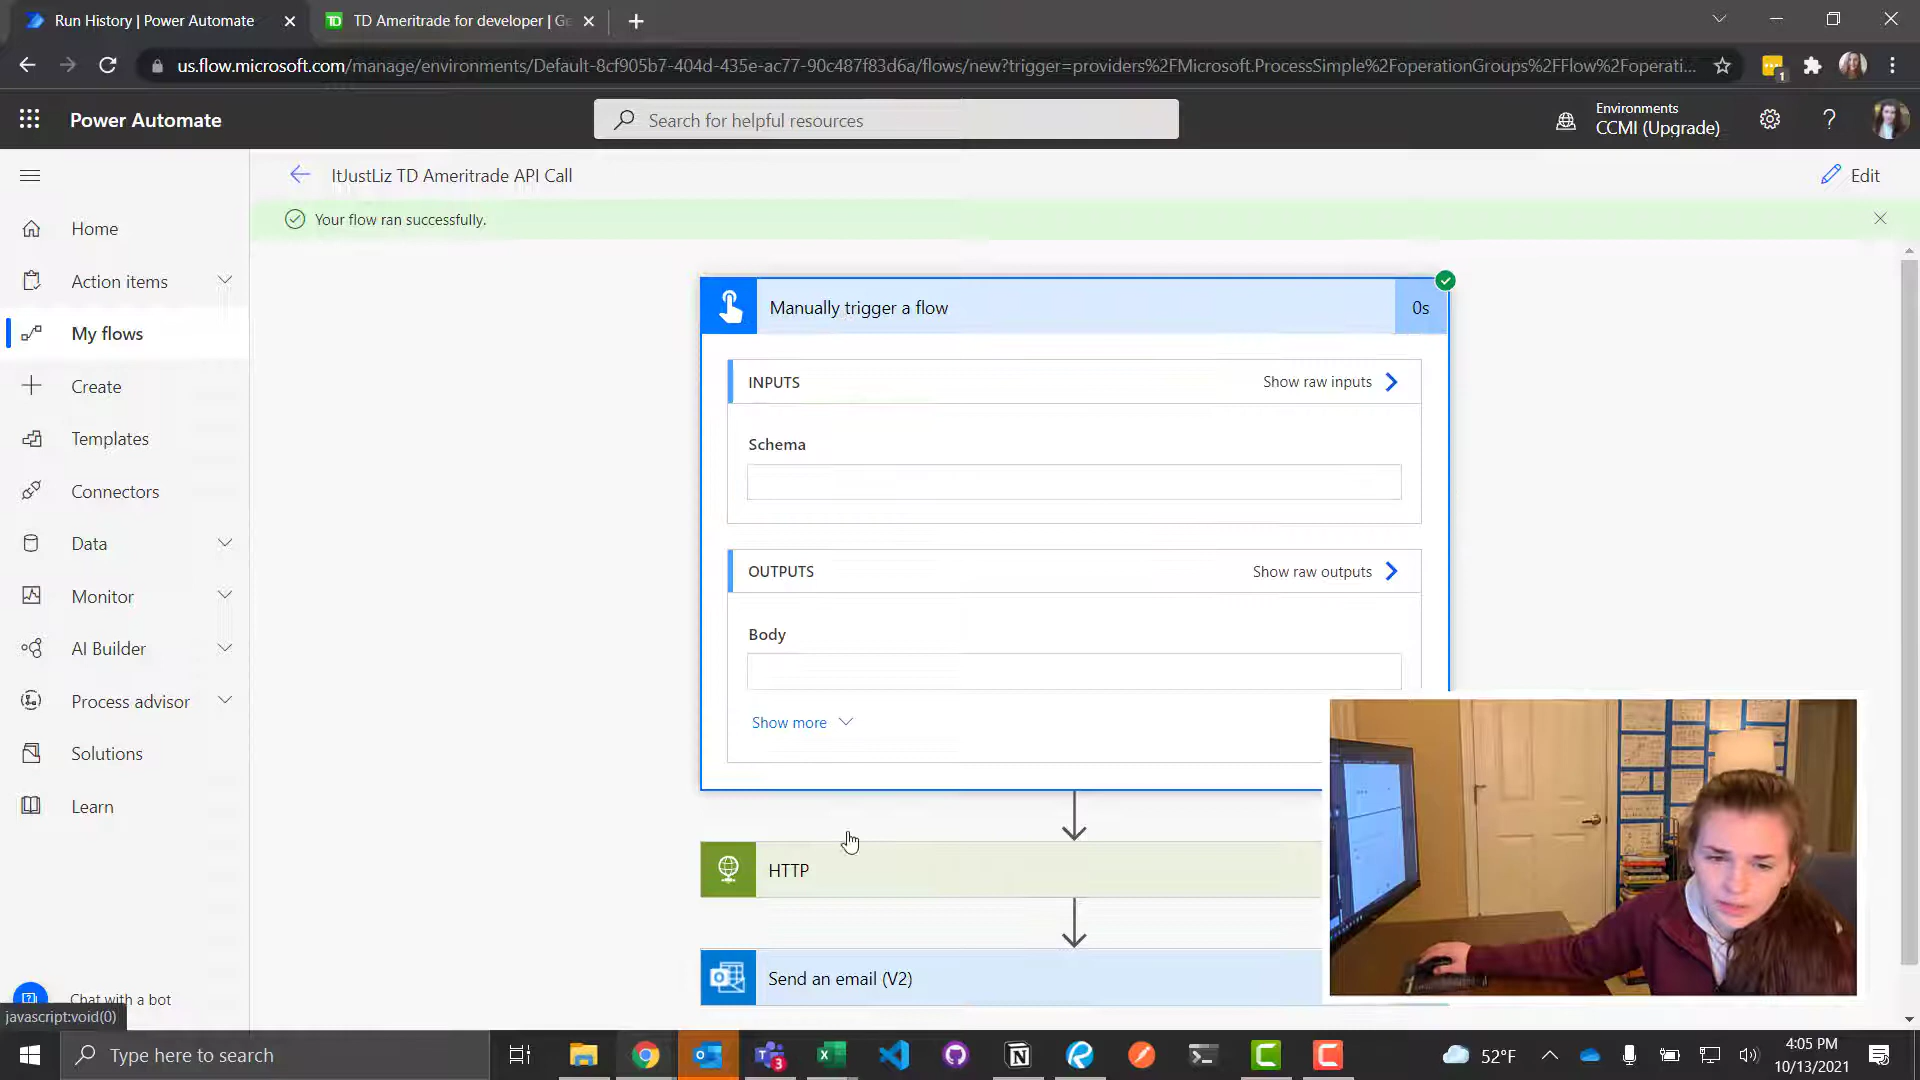 Run History | Power Automate
TD Ameritrade for developer | Ge
us.flow.microsoft.com/manage/environments/Default-8cf905b7-404d-435e-ac77-90c487f83d6a/flows/new?trigger=providers%2FMicrosoft.ProcessSimple%2FoperationGroups%2FFlow%2Foperati...
1
Power Automate
Search for helpful resources
Environments
CCMI (Upgrade)
?
ItJustLiz TD Ameritrade API Call
Edit
Your flow ran successfully.
Home
Action items
My flows
Create
Templates
Connectors
Data
Monitor
AI Builder
Process advisor
Solutions
Learn
Chat with a bot
javascript:void(0)
Manually trigger a flow
0s
INPUTS
Show raw inputs
Schema
OUTPUTS
Show raw outputs
Body
Show more
HTTP
Send an email (V2)
Type here to search
3
52°F
4:05 PM
10/13/2021